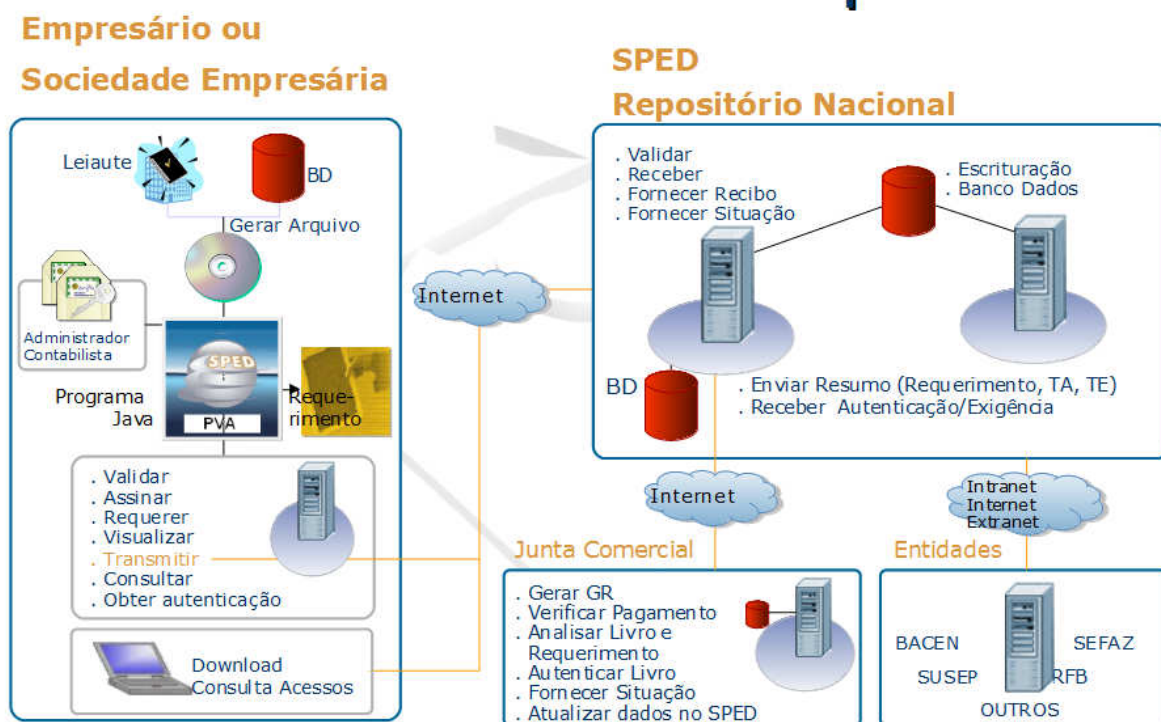 Empresário ou
Sociedade Empresária
Leiaute
BD
Gerar Arquivo
Administrador
Contabilista
Programa
Java
SPED
PVA
Reque-
rimento
. Validar
. Assinar
. Requerer
. Visualizar
. Transmitir
. Consultar
. Obter autenticação
Download
Consulta Acessos
Internet
SPED
Repositório Nacional
. Validar
. Receber
. Fornecer Recibo
. Fornecer Situação
. Escrituração
. Banco Dados
BD
. Enviar Resumo (Requerimento, TA, TE)
. Receber Autenticação/Exigência
Internet
Intranet
Internet
Extranet
Junta Comercial
. Gerar GR
. Verificar Pagamento
. Analisar Livro e
Requerimento
. Autenticar Livro
. Fornecer Situação
. Atualizar dados no SPED
Entidades
BACEN
SEFAZ
SUSEP
RFB
OUTROS